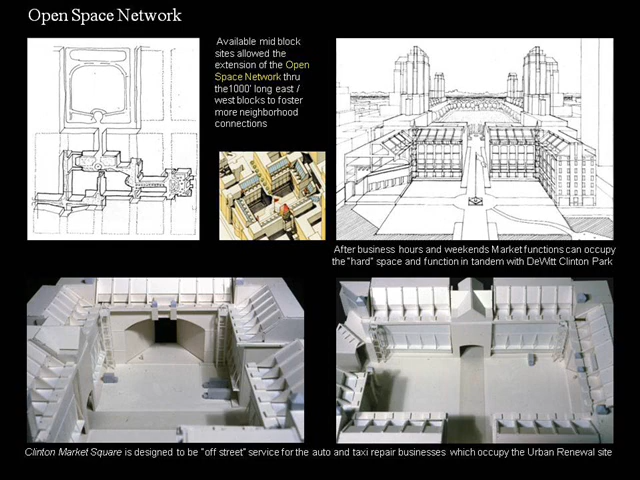 Open Space Network
Available mid block
sites allowed the
extension of the Open
Space Network thru
the1000' long east /
west blocks to foster
more neighborhood
connections
After business hours and weekends Market functions can occupy
the "hard" space and function in tandem with DeWitt Clinton Park
Clinton Market Square is designed to be "off street" service for the auto and taxi repair businesses which occupy the Urban Renewal site